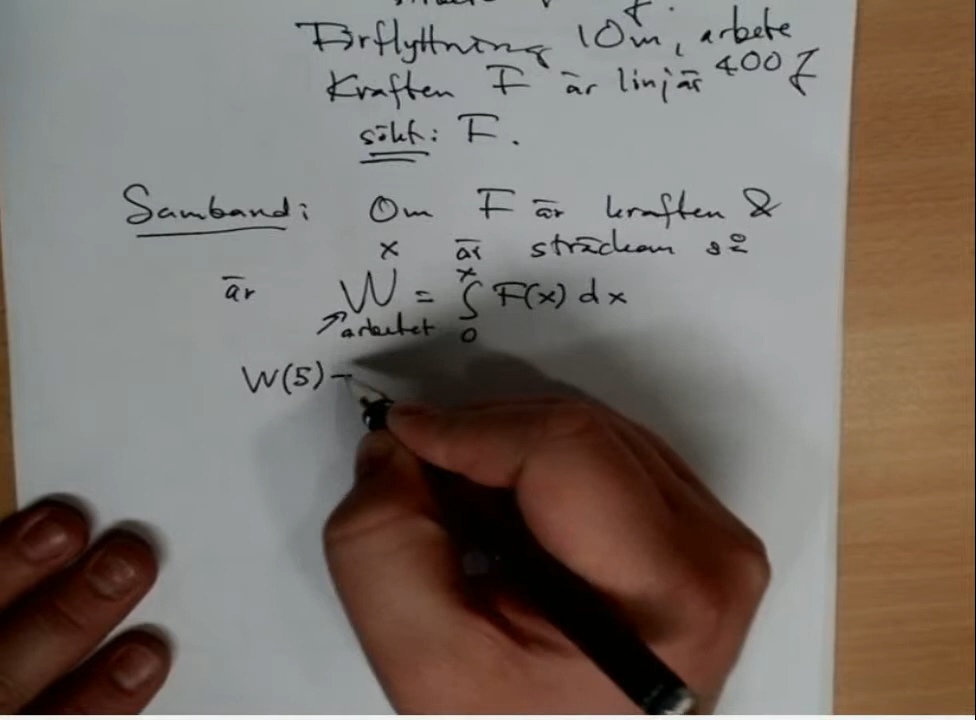 Förflyttning 10m, arbete
Kraften F är linjär 400 J
sökt: F.
Samband: Om F är kraften &
x är sträckan så
är W = ∫₀ˣ F(x) dx
arbetet
W(5) =